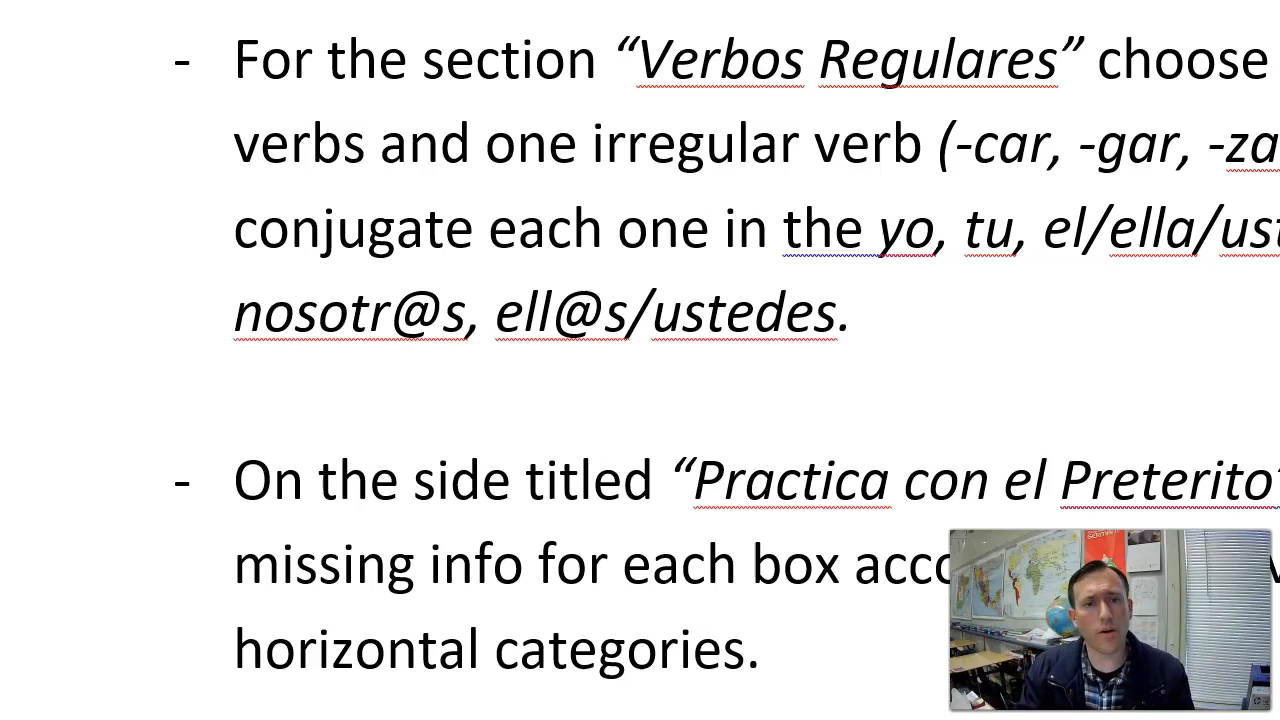 - For the section “Verbos Regulares” choose
verbs and one irregular verb (-car, -gar, -za
conjugate each one in the yo, tu, el/ella/ust
nosotr@s, ell@s/ustedes.
- On the side titled “Practica con el Preterito”
missing info for each box acco
horizontal categories.